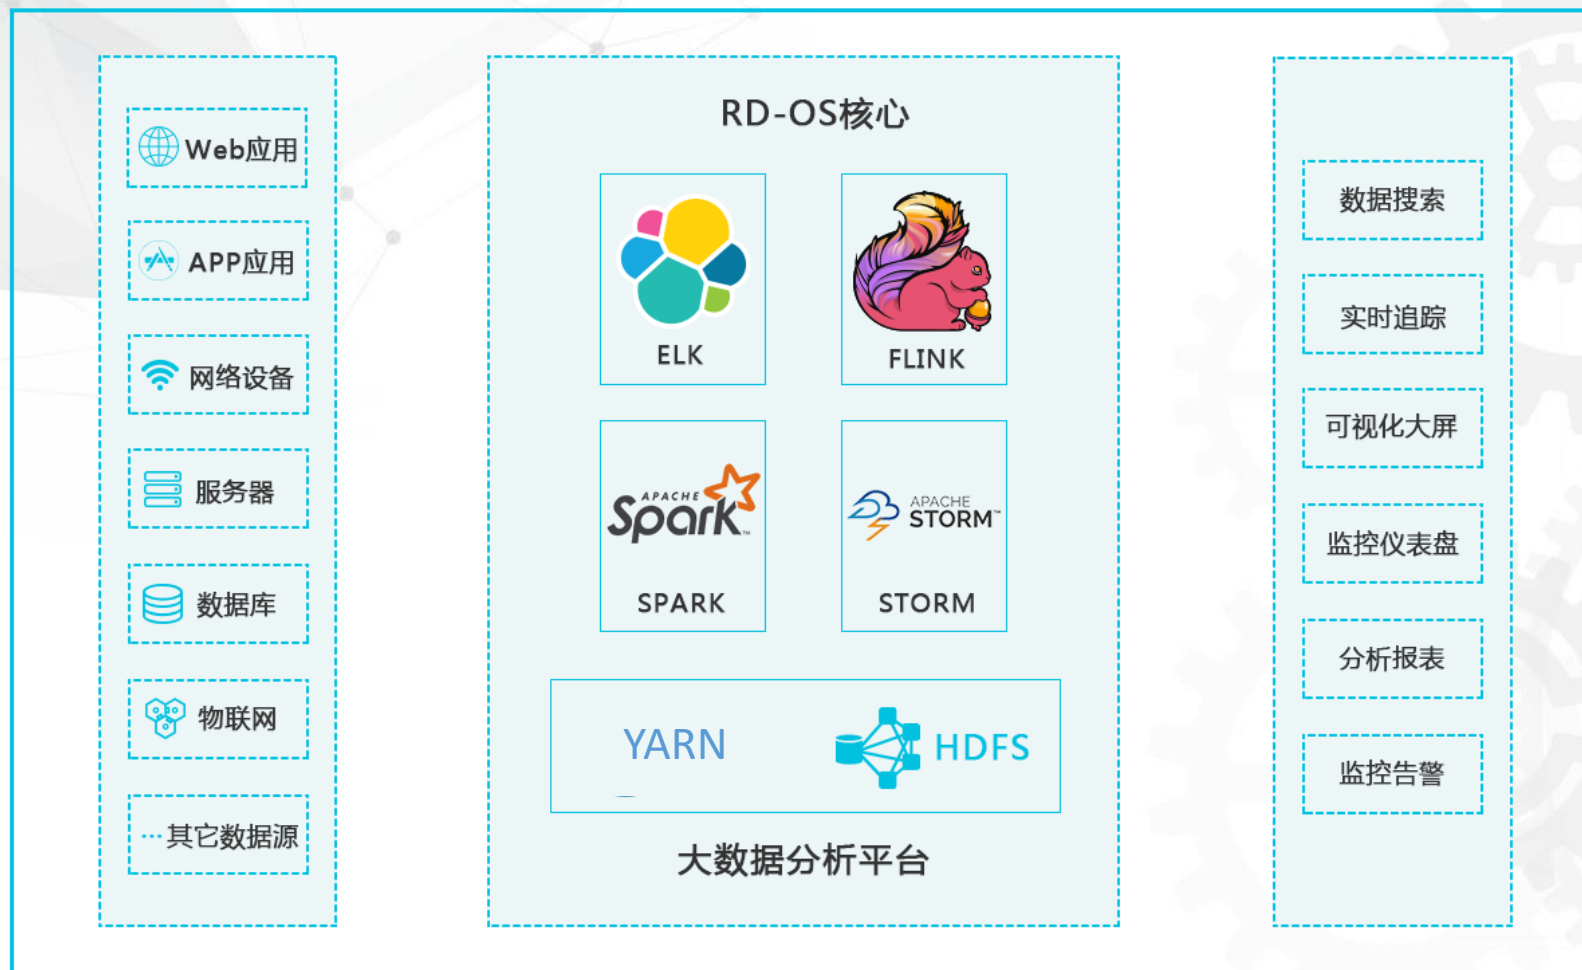 Web应用
APP应用
网络设备
服务器
数据库
物联网
···其它数据源
RD-OS核心
ELK
FLINK
APACHE
Spark™
SPARK
APACHE
STORM™
STORM
YARN
HDFS
大数据分析平台
数据搜索
实时追踪
可视化大屏
监控仪表盘
分析报表
监控告警